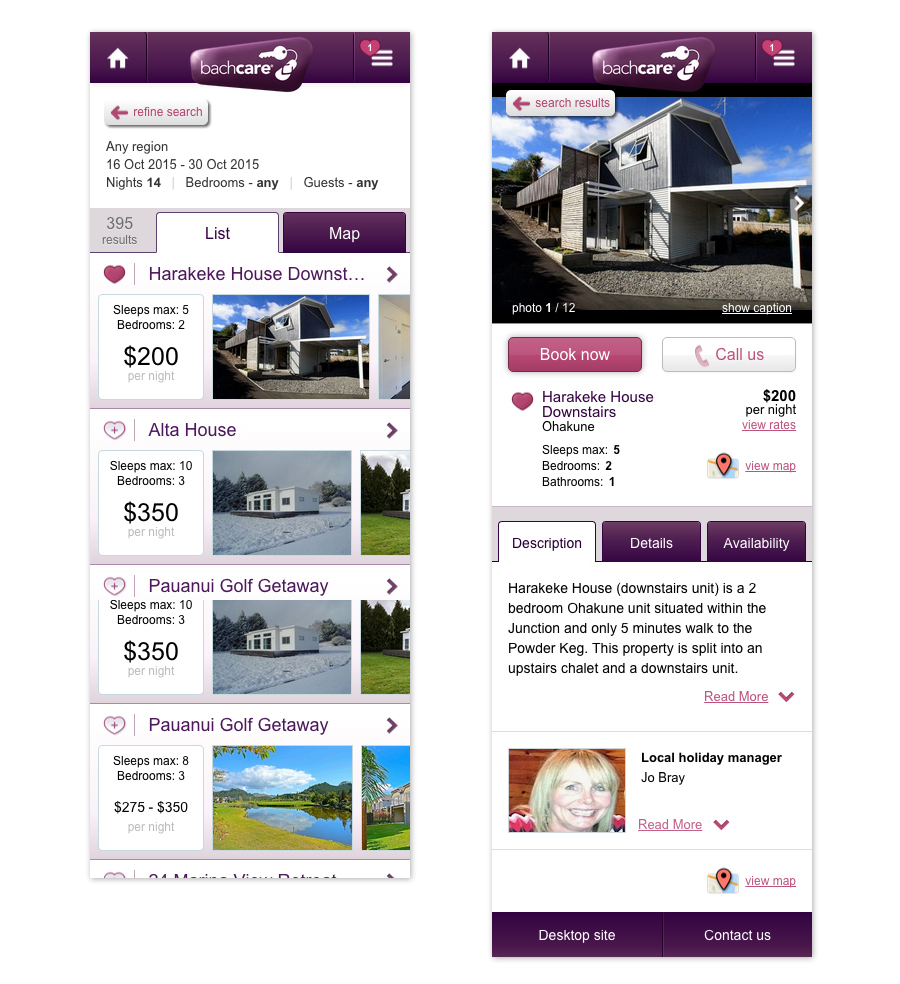 bachcare®
1
refine search
Any region
16 Oct 2015 - 30 Oct 2015
Nights 14 | Bedrooms - any | Guests - any
395
results
List
Map
Harakeke House Downst…
Sleeps max: 5
Bedrooms: 2
$200
per night
Alta House
Sleeps max: 10
Bedrooms: 3
$350
per night
Pauanui Golf Getaway
Sleeps max: 10
Bedrooms: 3
$350
per night
Pauanui Golf Getaway
Sleeps max: 8
Bedrooms: 3
$275 - $350
per night
24 Marina View Retreat
bachcare®
1
search results
photo 1 / 12
show caption
Book now
Call us
Harakeke House
Downstairs
Ohakune
$200
per night
view rates
Sleeps max: 5
Bedrooms: 2
Bathrooms: 1
view map
Description
Details
Availability
Harakeke House (downstairs unit) is a 2
bedroom Ohakune unit situated within the
Junction and only 5 minutes walk to the
Powder Keg. This property is split into an
upstairs chalet and a downstairs unit.
Read More
Local holiday manager
Jo Bray
Read More
view map
Desktop site
Contact us